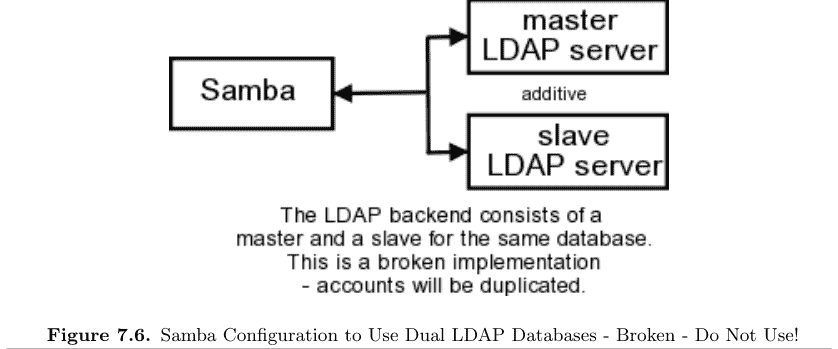 master
LDAP server
Samba
additive
slave
LDAP server
The LDAP backend consists of a
master and a slave for the same database.
This is a broken implementation
- accounts will be duplicated.
Figure 7.6. Samba Configuration to Use Dual LDAP Databases - Broken - Do Not Use!